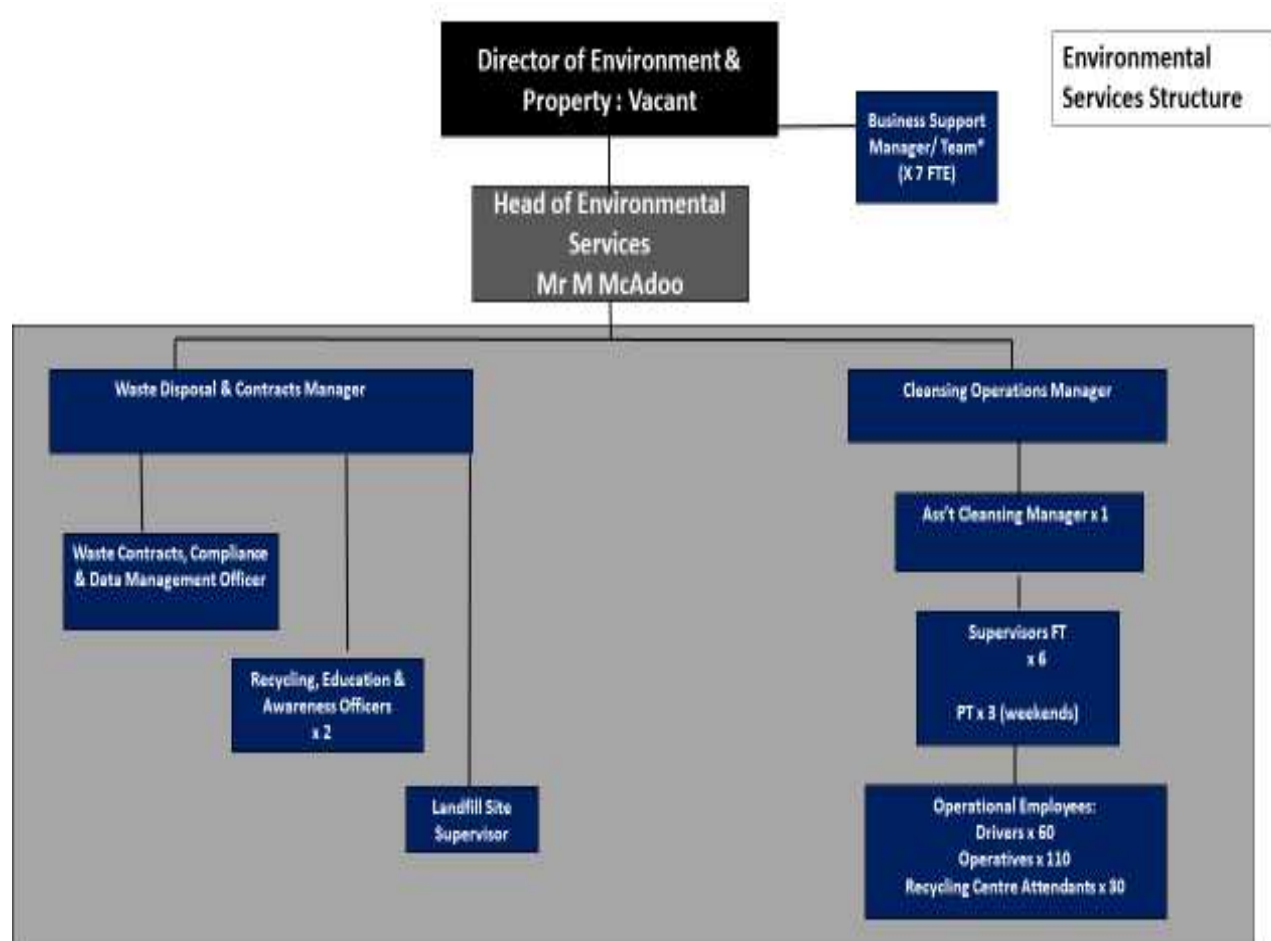 Director of Environment &
Property : Vacant
Environmental
Services Structure
Business Support
Manager/ Team*
(X 7 FTE)
Head of Environmental
Services
Mr M McAdoo
Waste Disposal & Contracts Manager
Cleansing Operations Manager
Waste Contracts, Compliance
& Data Management Officer
Ass't Cleansing Manager x 1
Recycling, Education &
Awareness Officers
x 2
Supervisors FT
x 6
PT x 3 (weekends)
Landfill Site
Supervisor
Operational Employees:
Drivers x 60
Operatives x 110
Recycling Centre Attendants x 30